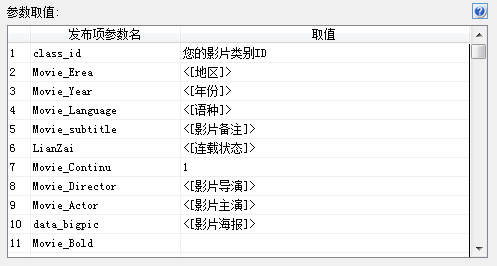 参数取值:
发布项参数名 取值
1 class_id 您的影片类别ID
2 Movie_Erea <[地区]>
3 Movie_Year <[年份]>
4 Movie_Language <[语种]>
5 Movie_subtitle <[影片备注]>
6 LianZai <[连载状态]>
7 Movie_Continu 1
8 Movie_Director <[影片导演]>
9 Movie_Actor <[影片主演]>
10 data_bigpic <[影片海报]>
11 Movie_Bold